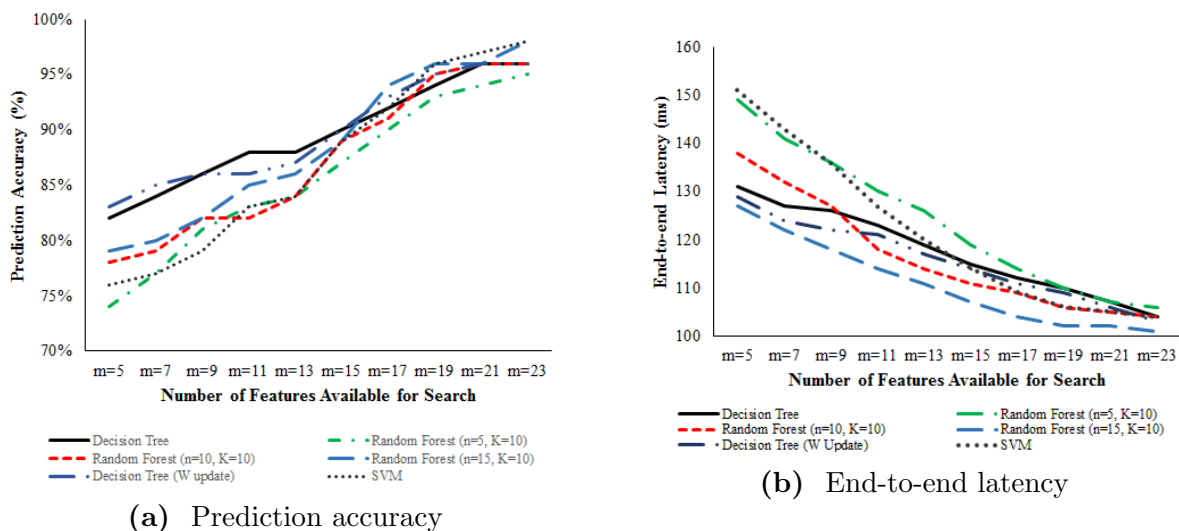 100%
95%
90%
85%
80%
75%
70%
Prediction Accuracy (%)
m=5 m=7 m=9 m=11 m=13 m=15 m=17 m=19 m=21 m=23
Number of Features Available for Search
Decision Tree
Random Forest (n=5, K=10)
Random Forest (n=10, K=10)
Random Forest (n=15, K=10)
Decision Tree (W update)
SVM
(a) Prediction accuracy
160
150
140
130
120
110
100
End-to-end Latency (ms)
m=5 m=7 m=9 m=11 m=13 m=15 m=17 m=19 m=21 m=23
Number of Features Available for Search
Decision Tree
Random Forest (n=5, K=10)
Random Forest (n=10, K=10)
Random Forest (n=15, K=10)
Decision Tree (W Update)
SVM
(b) End-to-end latency